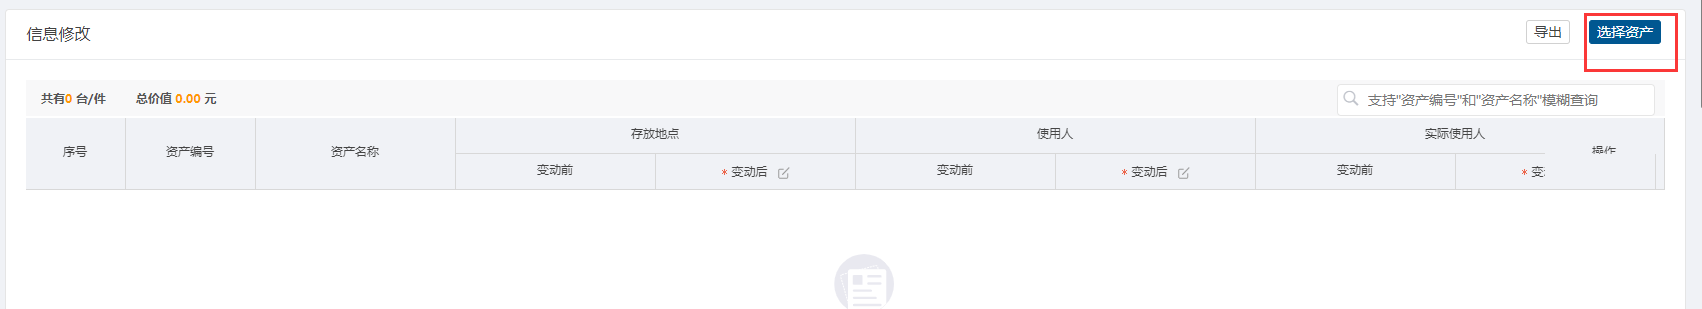 信息修改
导出
选择资产
共有0 台/件 总价值 0.00 元
支持"资产编号"和"资产名称"模糊查询
序号 资产编号 资产名称 存放地点 使用人 实际使用人 操作
变动前 * 变动后 变动前 * 变动后 变动前 * 变